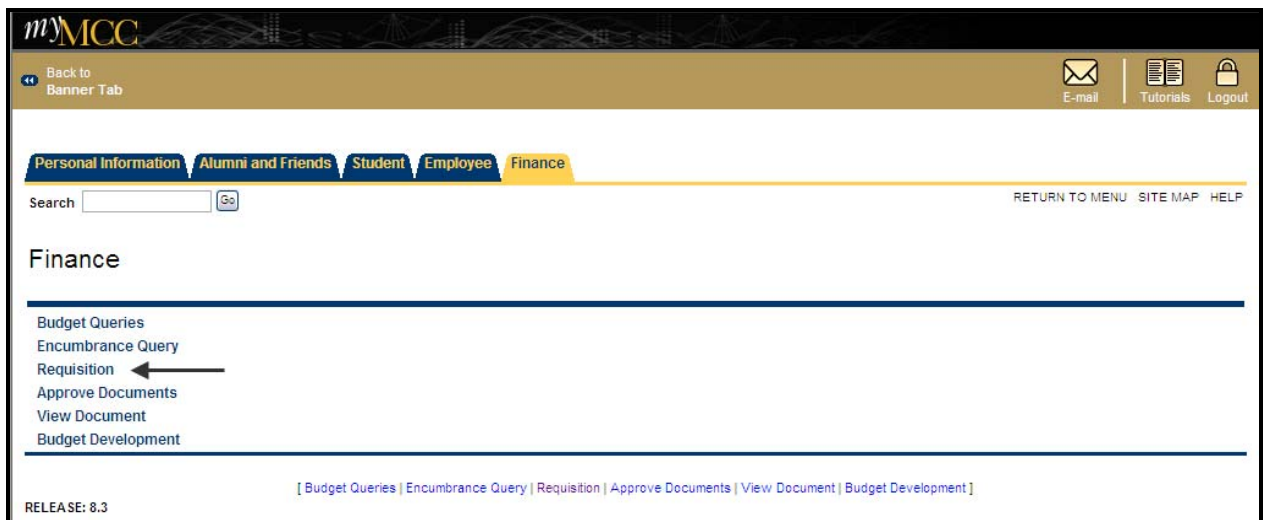 myMCC
Back to
Banner Tab
E-mail Tutorials Logout
Personal Information Alumni and Friends Student Employee Finance
Search Go RETURN TO MENU SITE MAP HELP
Finance
Budget Queries
Encumbrance Query
Requisition
Approve Documents
View Document
Budget Development
[ Budget Queries | Encumbrance Query | Requisition | Approve Documents | View Document | Budget Development ]
RELEASE: 8.3